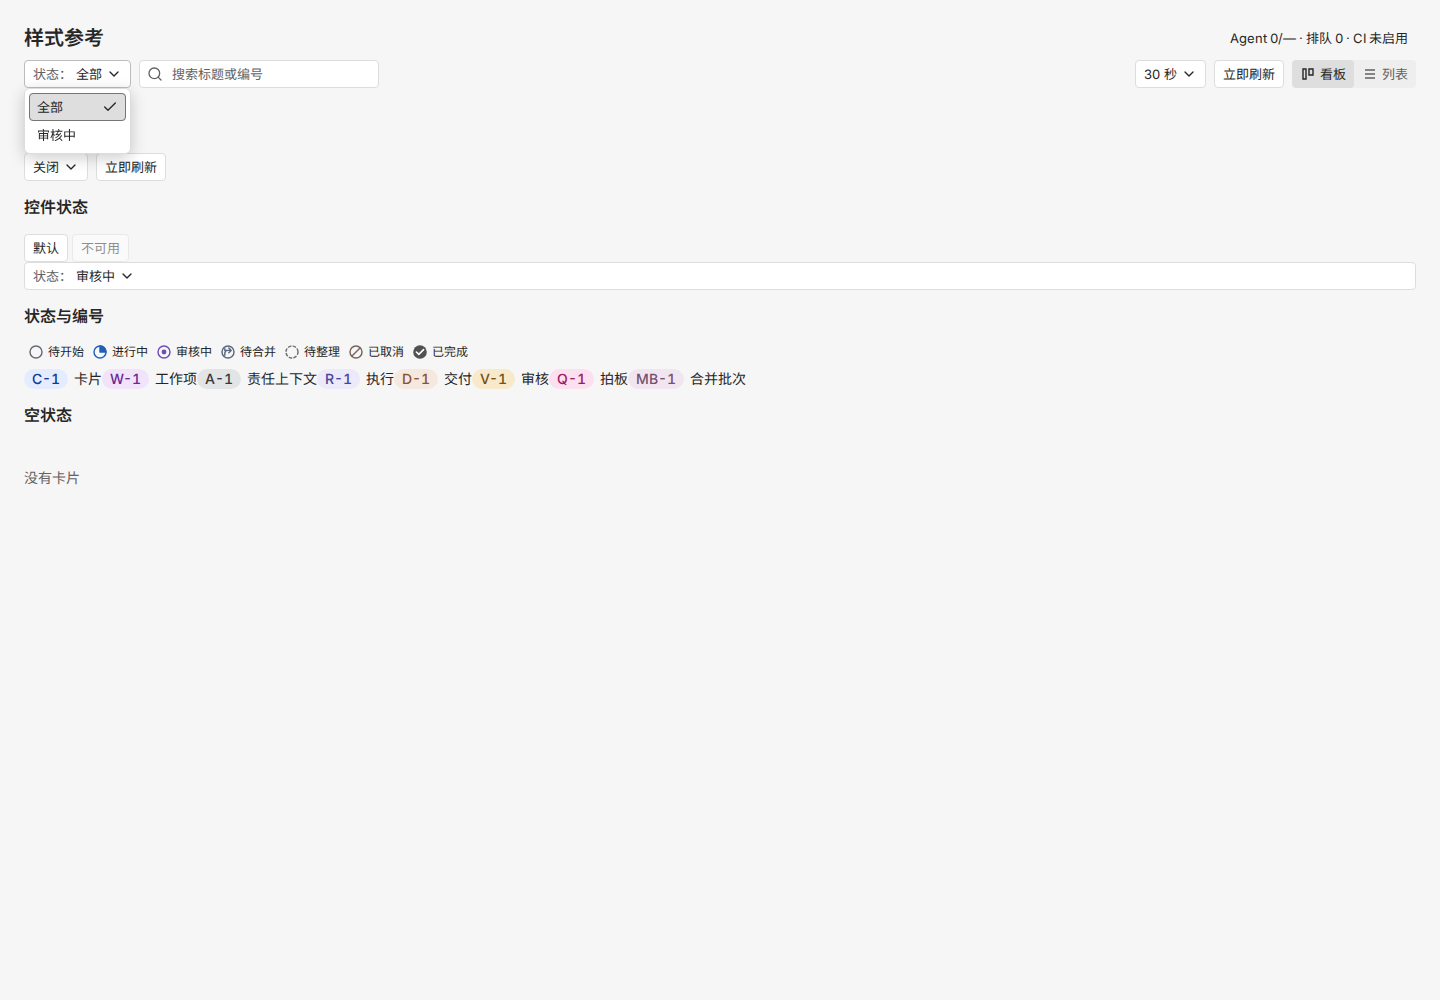 样式参考
Agent 0/— · 排队 0 · CI 未启用
状态： 全部
搜索标题或编号
30 秒
立即刷新
看板
列表
全部
审核中
关闭
立即刷新
控件状态
默认
不可用
状态： 审核中
状态与编号
待开始 进行中 审核中 待合并 待整理 已取消 已完成
C-1 卡片 W-1 工作项 A-1 责任上下文 R-1 执行 D-1 交付 V-1 审核 Q-1 拍板 MB-1 合并批次
空状态
没有卡片